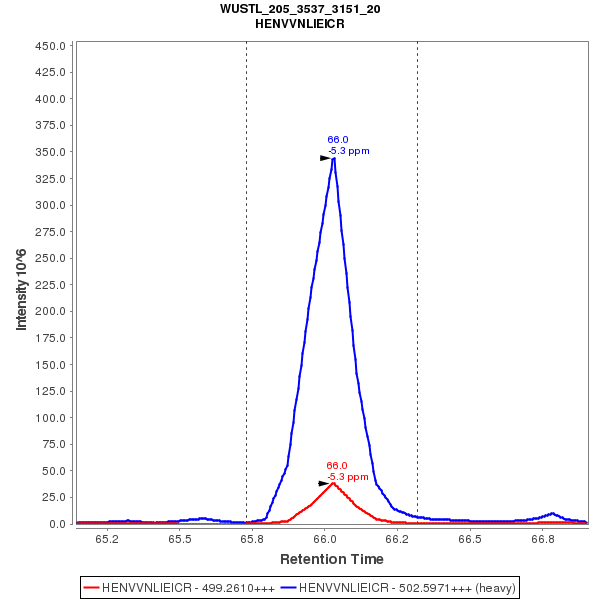 WUSTL_205_3537_3151_20
HENVVNLIEICR
450.0
425.0
400.0
375.0
350.0
325.0
300.0
275.0
250.0
225.0
200.0
175.0
150.0
125.0
100.0
75.0
50.0
25.0
0.0
Intensity 10^6
66.0
-5.3 ppm
66.0
-5.3 ppm
65.2 65.5 65.8 66.0 66.2 66.5 66.8
Retention Time
HENVVNLIEICR - 499.2610+++ HENVVNLIEICR - 502.5971+++ (heavy)